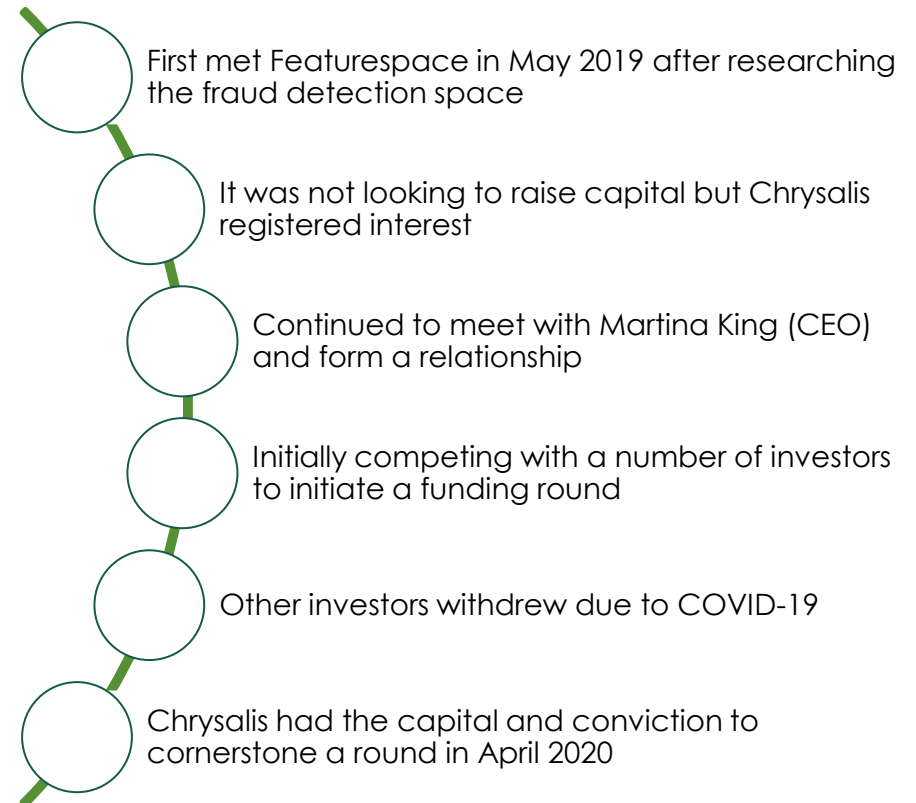 First met Featurespace in May 2019 after researching
the fraud detection space
It was not looking to raise capital but Chrysalis
registered interest
Continued to meet with Martina King (CEO)
and form a relationship
Initially competing with a number of investors
to initiate a funding round
Other investors withdrew due to COVID-19
Chrysalis had the capital and conviction to
cornerstone a round in April 2020